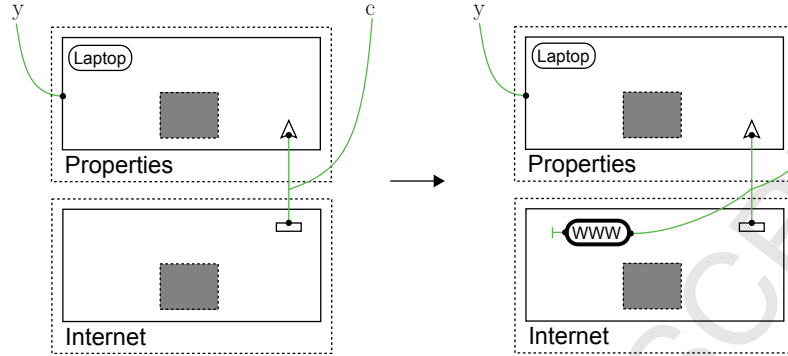 y c y
Laptop Laptop
Properties Properties
WWW
Internet Internet